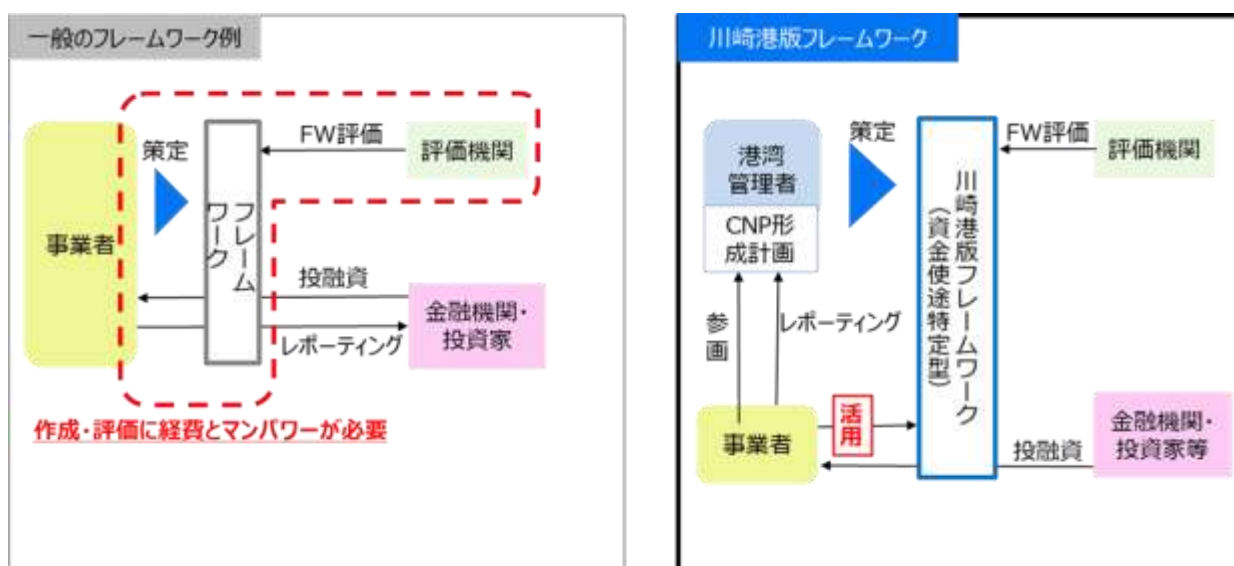 一般のフレームワーク例
策定
FW評価
評価機関
事業者
フレーム
ワーク
投融資
レポーティング
金融機関・
投資家
作成・評価に経費とマンパワーが必要
川崎港版フレームワーク
港湾
管理者
CNP形
成計画
策定
川崎港版フレームワーク
（資金使途特定型）
FW評価
評価機関
参
画
レポーティング
事業者
活
用
投融資
金融機関・
投資家等